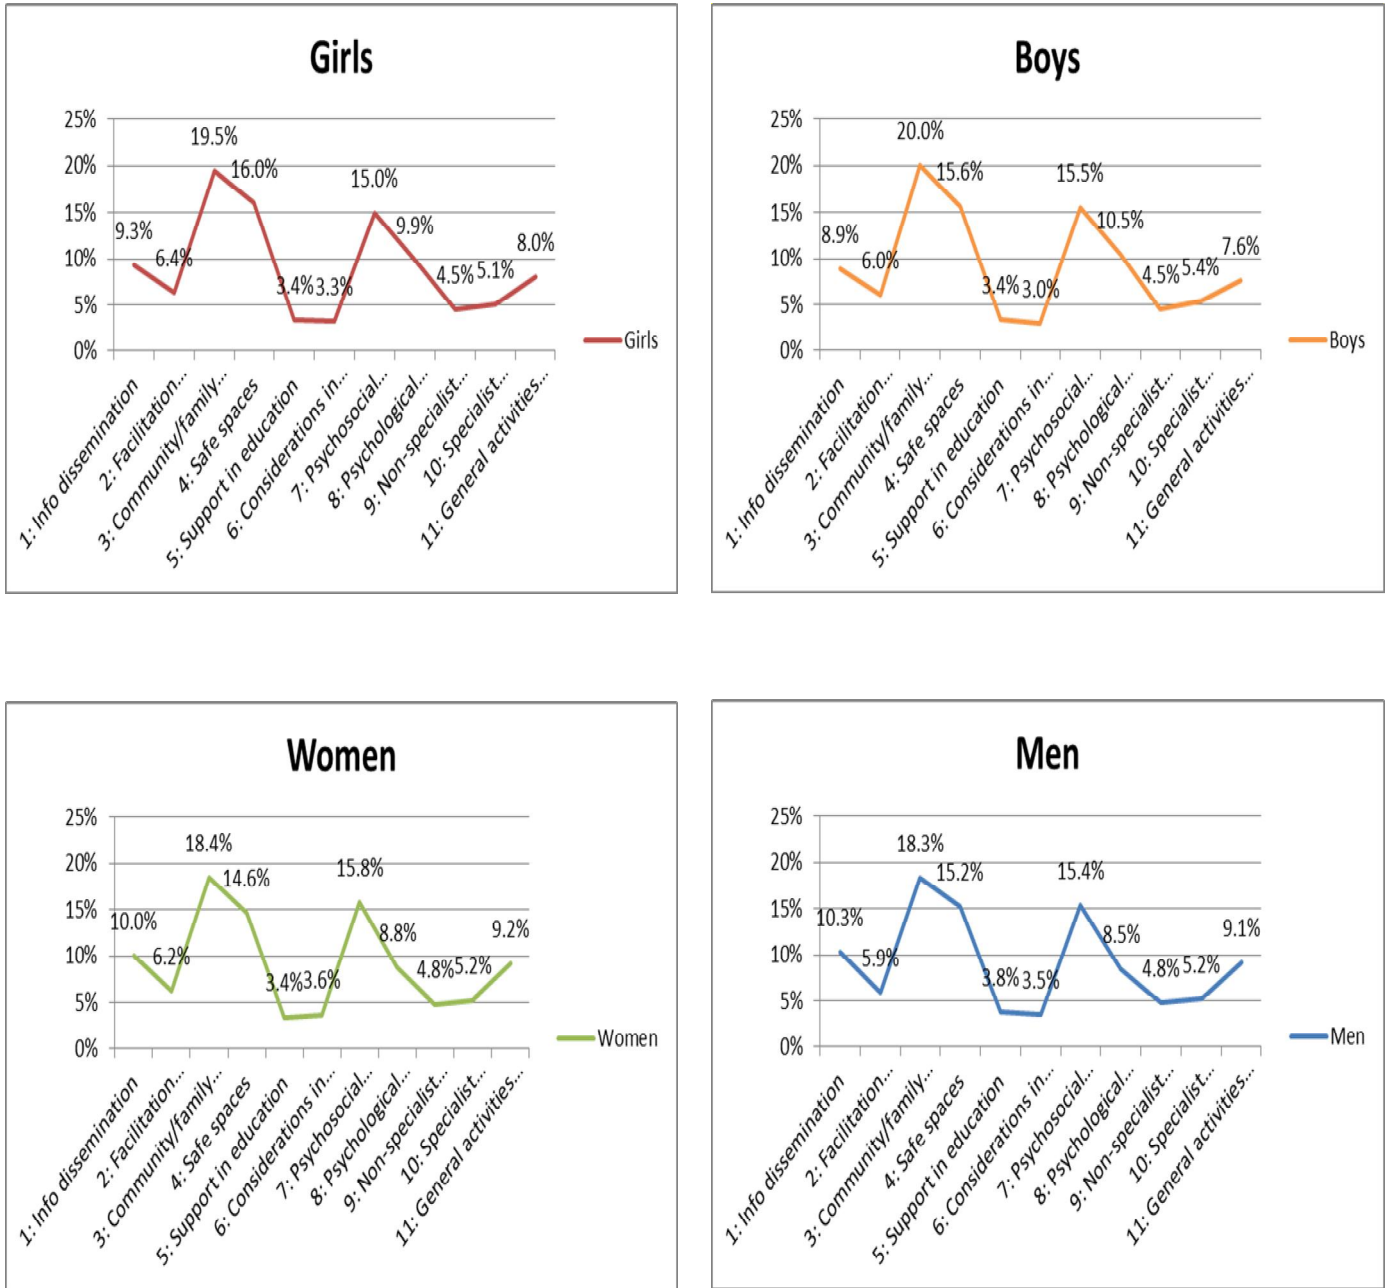 Girls
25%
20%
15%
10%
5%
0%
9.3%
6.4%
19.5%
16.0%
3.4%
3.3%
15.0%
9.9%
4.5%
5.1%
8.0%
Girls
1: Info dissemination
2: Facilitation...
3: Community/family...
4: Safe spaces
5: Support in education
6: Considerations in...
7: Psychosocial...
8: Psychological...
9: Non-specialist...
10: Specialist...
11: General activities...
Boys
25%
20%
15%
10%
5%
0%
8.9%
6.0%
20.0%
15.6%
3.4%
3.0%
15.5%
10.5%
4.5%
5.4%
7.6%
Boys
1: Info dissemination
2: Facilitation...
3: Community/family...
4: Safe spaces
5: Support in education
6: Considerations in...
7: Psychosocial...
8: Psychological...
9: Non-specialist...
10: Specialist...
11: General activities...
Women
25%
20%
15%
10%
5%
0%
10.0%
6.2%
18.4%
14.6%
3.4%
3.6%
15.8%
8.8%
4.8%
5.2%
9.2%
Women
1: Info dissemination
2: Facilitation...
3: Community/family...
4: Safe spaces
5: Support in education
6: Considerations in...
7: Psychosocial...
8: Psychological...
9: Non-specialist...
10: Specialist...
11: General activities...
Men
25%
20%
15%
10%
5%
0%
10.3%
5.9%
18.3%
15.2%
3.8%
3.5%
15.4%
8.5%
4.8%
5.2%
9.1%
Men
1: Info dissemination
2: Facilitation...
3: Community/family...
4: Safe spaces
5: Support in education
6: Considerations in...
7: Psychosocial...
8: Psychological...
9: Non-specialist...
10: Specialist...
11: General activities...